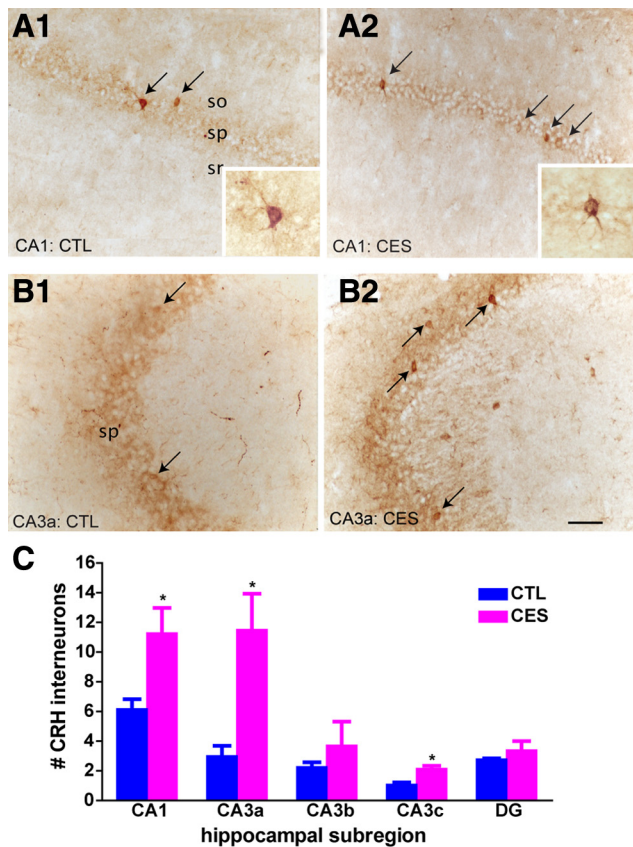 A1
A2
so
sp
sr
CA1: CTL
CA1: CES
B1
B2
sp
CA3a: CTL
CA3a: CES
C
16
14
12
10
8
6
4
2
0
# CRH interneurons
*
*
*
CTL
CES
CA1
CA3a
CA3b
CA3c
DG
hippocampal subregion